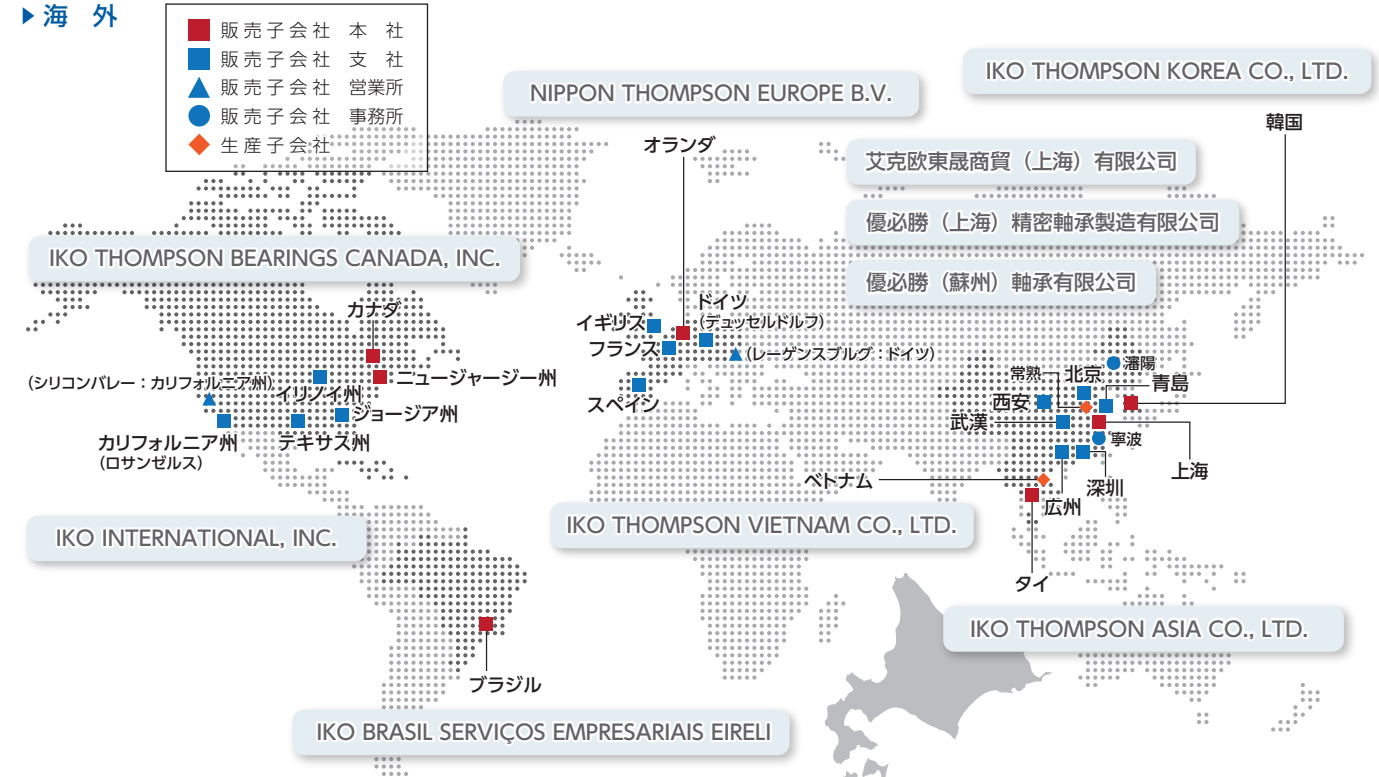 ▶海 外
販売子会社 本 社
販売子会社 支 社
販売子会社 営業所
販売子会社 事務所
生産子会社
NIPPON THOMPSON EUROPE B.V.
IKO THOMPSON KOREA CO., LTD.
韓国
オランダ
艾克欧東晟商貿（上海）有限公司
優必勝（上海）精密軸承製造有限公司
優必勝（蘇州）軸承有限公司
IKO THOMPSON BEARINGS CANADA, INC.
カナダ
ニュージャージー州
（シリコンバレー：カリフォルニア州）
イリノイ州
ジョージア州
カリフォルニア州
（ロサンゼルス）
テキサス州
イギリス
フランス
スペイン
ドイツ
（デュッセルドルフ）
（レーゲンスブルグ：ドイツ）
瀋陽
常熟
北京
青島
西安
武漢
寧波
上海
深圳
広州
ベトナム
タイ
IKO INTERNATIONAL, INC.
IKO THOMPSON VIETNAM CO., LTD.
IKO THOMPSON ASIA CO., LTD.
ブラジル
IKO BRASIL SERVIÇOS EMPRESARIAIS EIRELI